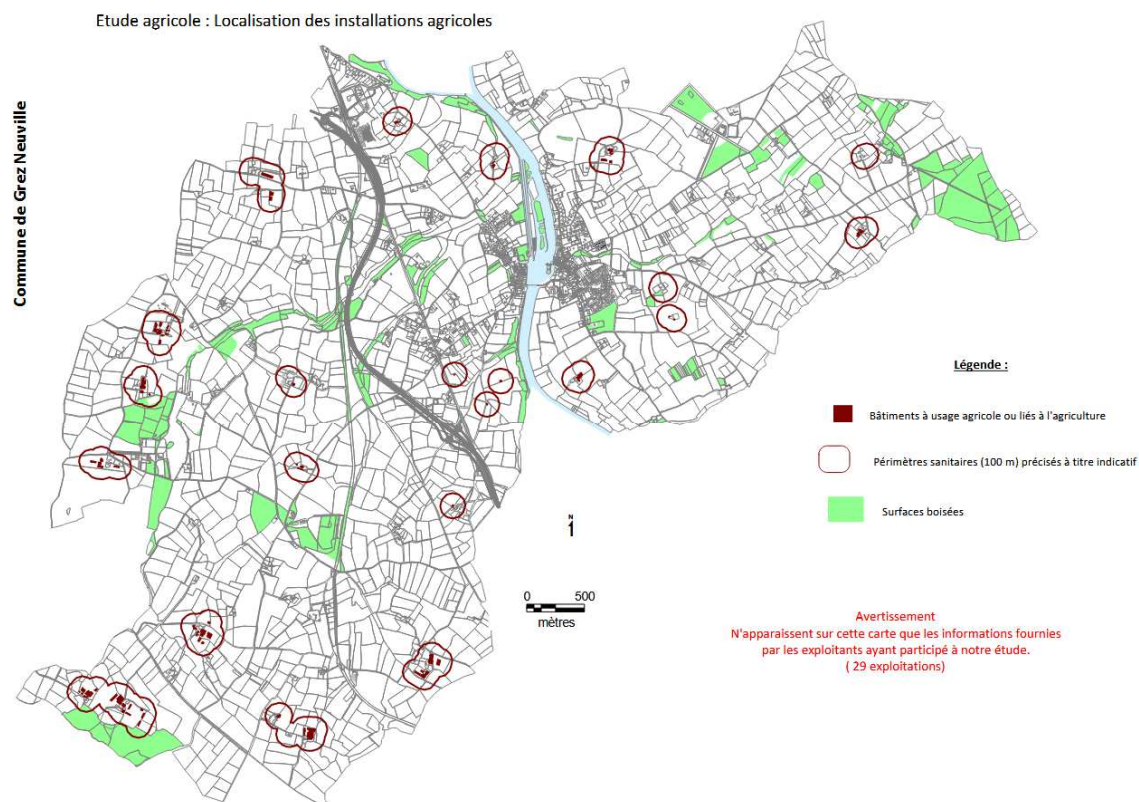 Etude agricole : Localisation des installations agricoles
Commune de Grez Neuville
Légende :
Bâtiments à usage agricole ou liés à l'agriculture
Périmètres sanitaires (100 m) précisés à titre indicatif
Surfaces boisées
N
0 500
mètres
Avertissement
N'apparaissent sur cette carte que les informations fournies
par les exploitants ayant participé à notre étude.
( 29 exploitations)